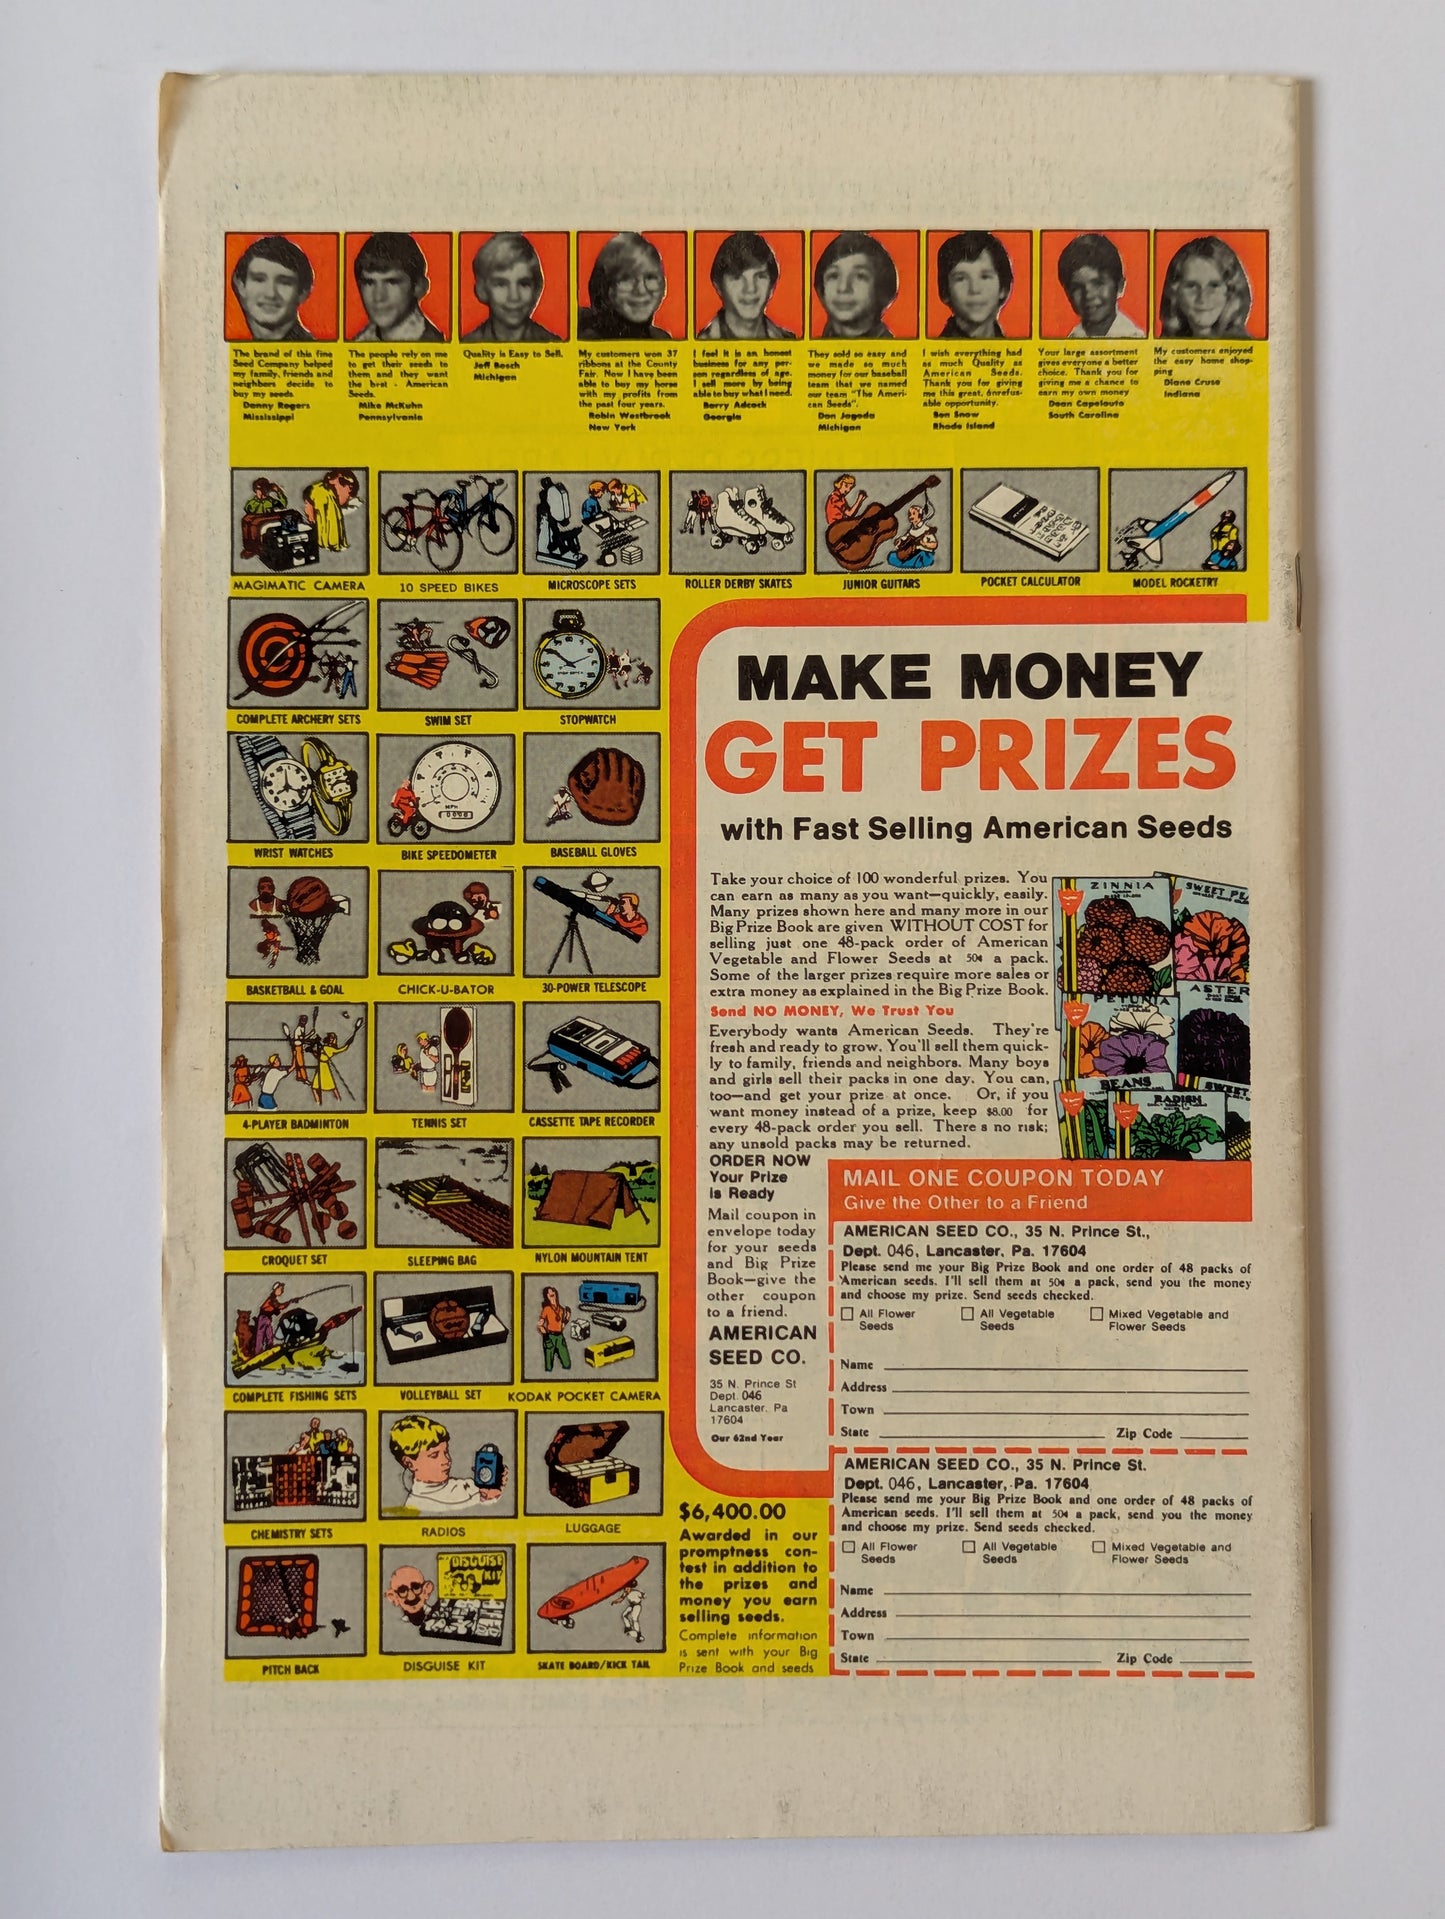 The brand of this fine
Seed Company helped
my family, friends and
neighbors decide to
buy my seeds.
Danny Rogers
Mississippi
The people rely on me
to get their seeds to
them and they want
the brst - American
Seeds.
Mike McKuhn
Pennsylvania
Quality is Easy to Sell.
Jeff Bosch
Michigan
My customers won 37
ribbons at the County
Fair. Now I have been
able to buy my horse
with my profits from
the past four years.
Robin Westbrook
New York
I feel it is an honest
business for any per-
son regardless of age.
I sell more by being
able to buy what I need.
Barry Adcock
Georgia
They sold so easy and
we made so much
money for our baseball
team that we named
our team "The Ameri-
can Seeds".
Don Jagoda
Michigan
I wish everything had
as much Quality as
American Seeds.
Thank you for giving
me this great, unrefus-
able opportunity.
Ben Snow
Rhode Island
Your large assortment
gives everyone a better
choice. Thank you for
giving me a chance to
earn my own money
Dean Capelouto
South Carolina
My customers enjoyed
the easy home shop-
ping
Diane Cruse
Indiana
MAGIMATIC CAMERA
10 SPEED BIKES
MICROSCOPE SETS
ROLLER DERBY SKATES
JUNIOR GUITARS
POCKET CALCULATOR
MODEL ROCKETRY
COMPLETE ARCHERY SETS
SWIM SET
STOPWATCH
WRIST WATCHES
MPH
BIKE SPEEDOMETER
BASEBALL GLOVES
BASKETBALL & GOAL
CHICK-U-BATOR
30-POWER TELESCOPE
4-PLAYER BADMINTON
TENNIS SET
CASSETTE TAPE RECORDER
CROQUET SET
SLEEPING BAG
NYLON MOUNTAIN TENT
COMPLETE FISHING SETS
VOLLEYBALL SET
KODAK POCKET CAMERA
CHEMISTRY SETS
RADIOS
LUGGAGE
PITCH BACK
DISGUISE
KIT
DISGUISE KIT
SKATE BOARD/KICK TAIL
MAKE MONEY
GET PRIZES
with Fast Selling American Seeds
Take your choice of 100 wonderful prizes. You
can earn as many as you want—quickly, easily.
Many prizes shown here and many more in our
Big Prize Book are given WITHOUT COST for
selling just one 48-pack order of American
Vegetable and Flower Seeds at 50¢ a pack.
Some of the larger prizes require more sales or
extra money as explained in the Big Prize Book.
Send NO MONEY, We Trust You
Everybody wants American Seeds. They're
fresh and ready to grow. You'll sell them quick-
ly to family, friends and neighbors. Many boys
and girls sell their packs in one day. You can,
too—and get your prize at once. Or, if you
want money instead of a prize, keep $8.00 for
every 48-pack order you sell. There s no risk;
any unsold packs may be returned.
ZINNIA
SWEET PEA
PETUNIA
ASTER
BEANS
SWEET
RADISH
ORDER NOW
Your Prize
is Ready
Mail coupon in
envelope today
for your seeds
and Big Prize
Book—give the
other coupon
to a friend.
AMERICAN
SEED CO.
35 N. Prince St
Dept. 046
Lancaster. Pa
17604
Our 62nd Year
$6,400.00
Awarded in our
promptness con-
test in addition to
the prizes and
money you earn
selling seeds.
Complete information
is sent with your Big
Prize Book and seeds
MAIL ONE COUPON TODAY
Give the Other to a Friend
AMERICAN SEED CO., 35 N. Prince St.,
Dept. 046, Lancaster. Pa. 17604
Please send me your Big Prize Book and one order of 48 packs of
American seeds. I'll sell them at 50¢ a pack, send you the money
and choose my prize. Send seeds checked.
All Flower
Seeds
All Vegetable
Seeds
Mixed Vegetable and
Flower Seeds
Name
Address
Town
State Zip Code
AMERICAN SEED CO., 35 N. Prince St.
Dept. 046, Lancaster, Pa. 17604
Please send me your Big Prize Book and one order of 48 packs of
American seeds. I'll sell them at 50¢ a pack, send you the money
and choose my prize. Send seeds checked.
All Flower
Seeds
All Vegetable
Seeds
Mixed Vegetable and
Flower Seeds
Name
Address
Town
State Zip Code